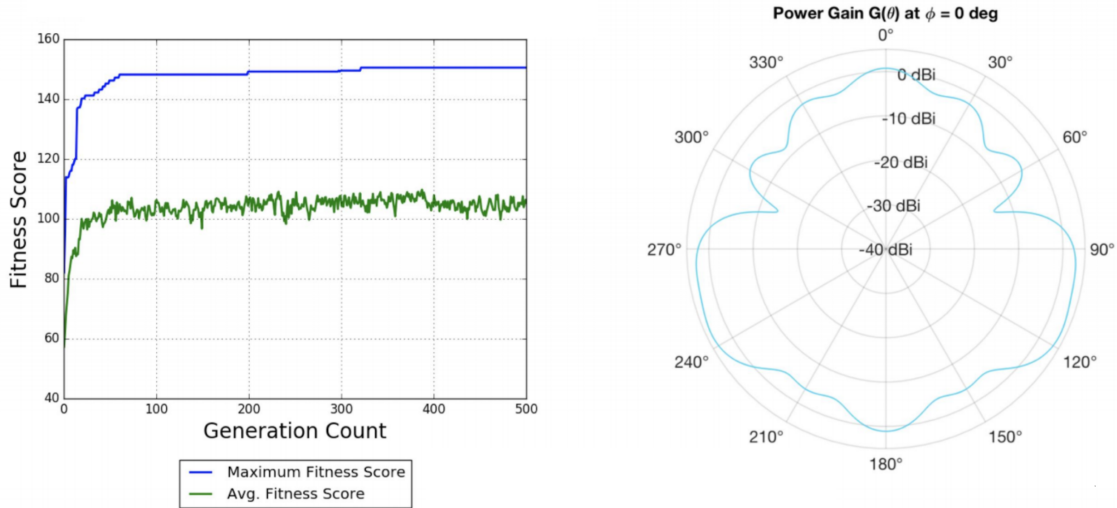 160
140
120
100
80
60
40
0
100
200
300
400
500
Fitness Score
Generation Count
Maximum Fitness Score
Avg. Fitness Score
Power Gain G(θ) at ϕ = 0 deg
0°
330°
30°
0 dBi
-10 dBi
300°
60°
-20 dBi
-30 dBi
270°
-40 dBi
90°
240°
120°
210°
150°
180°